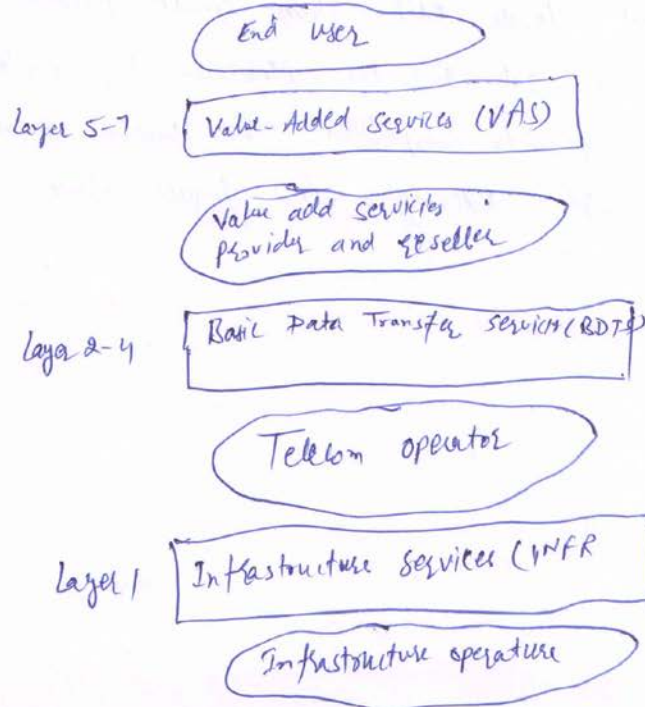 End user
Layer 5-7
Value-Added Services (VAS)
Value add services
provider and reseller
Layer 2-4
Basic Data Transfer Services (BDTS)
Telecom operator
Layer 1
Infrastructure Services (INFR
Infrastructure operature